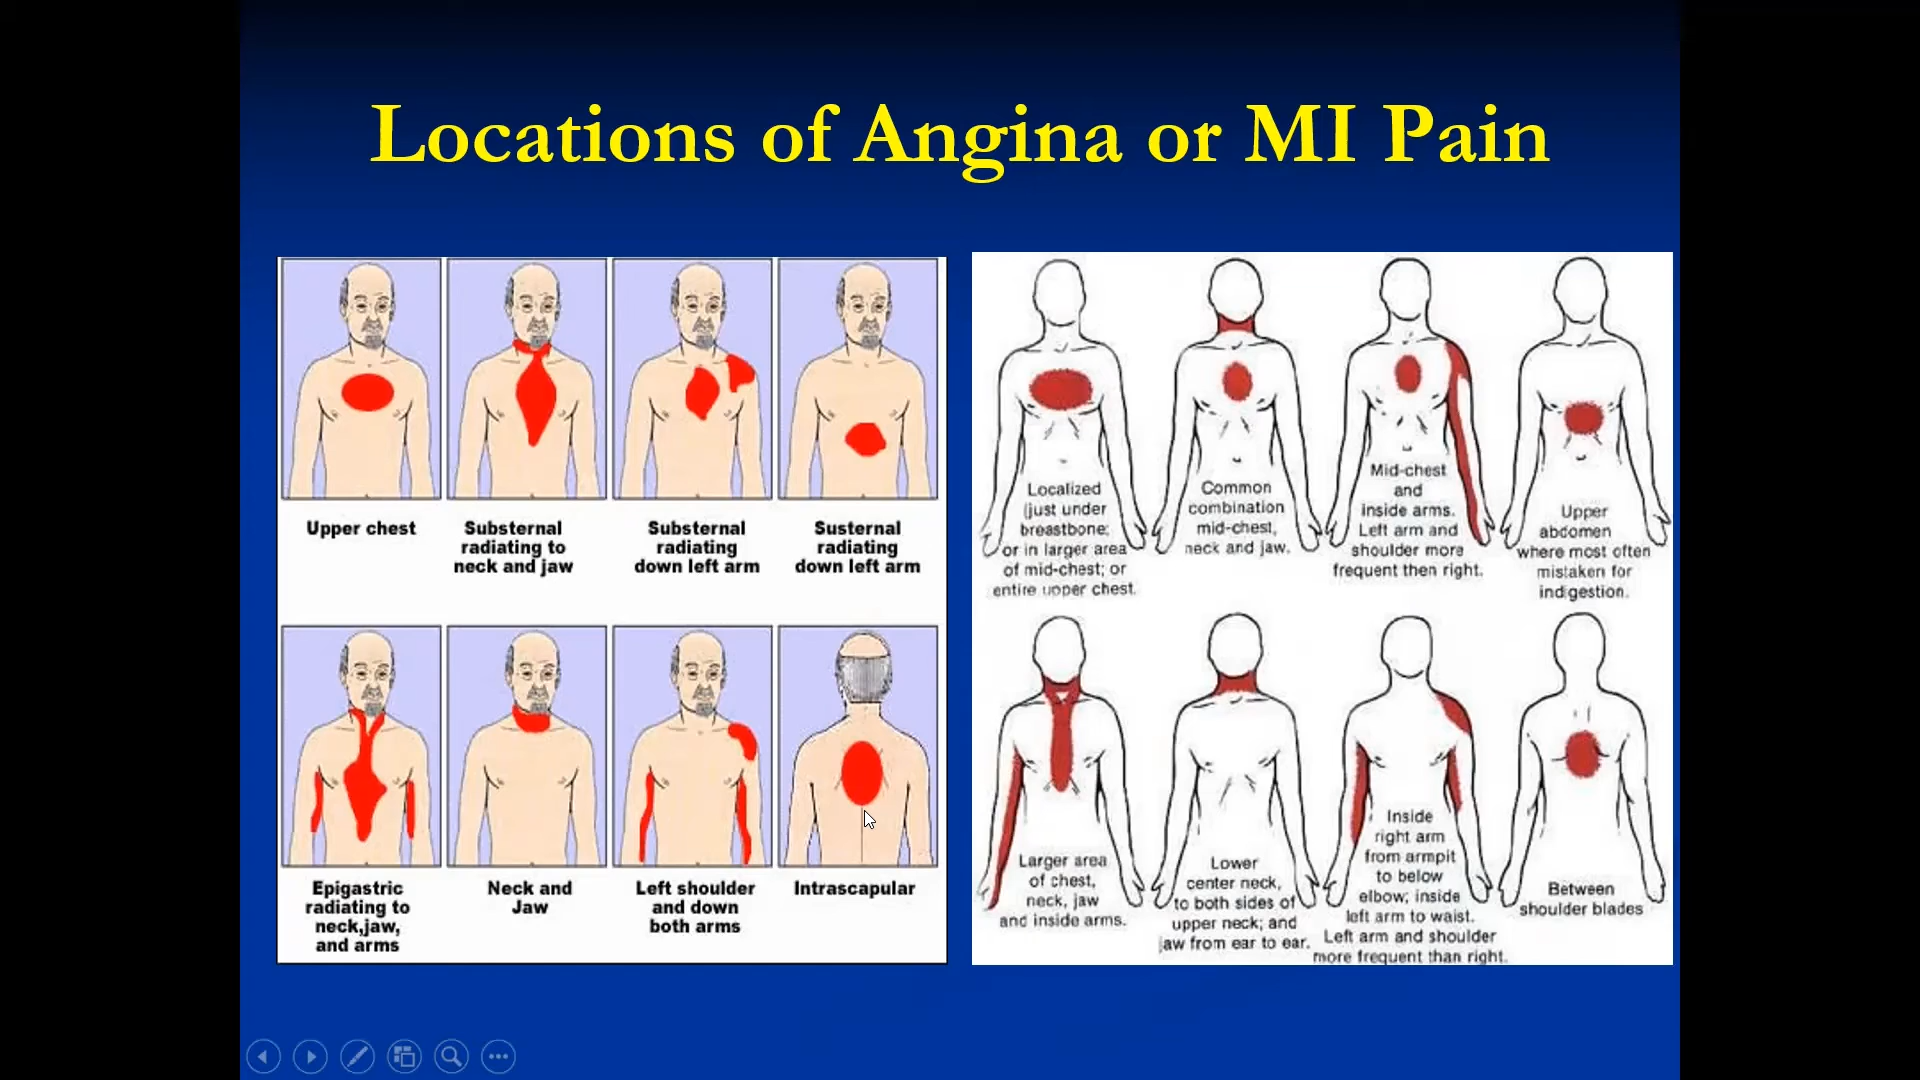 Locations of Angina or MI Pain
Upper chest
Substernal
radiating to
neck and jaw
Substernal
radiating
down left arm
Susternal
radiating
down left arm
Epigastric
radiating to
neck,jaw,
and arms
Neck and
Jaw
Left shoulder
and down
both arms
Intrascapular
Localized
(just under
breastbone;
or in larger area
of mid-chest; or
entire upper chest.
Common
combination
mid-chest,
neck and jaw.
Mid-chest
and
inside arms.
Left arm and
shoulder more
frequent then right.
Upper
abdomen
where most often
mistaken for
indigestion.
Larger area
of chest,
neck, jaw
and inside arms.
Lower
center neck,
to both sides of
upper neck; and
jaw from ear to ear.
Inside
right arm
from armpit
to below
elbow; inside
left arm to waist.
Left arm and shoulder
more frequent than right.
Between
shoulder blades